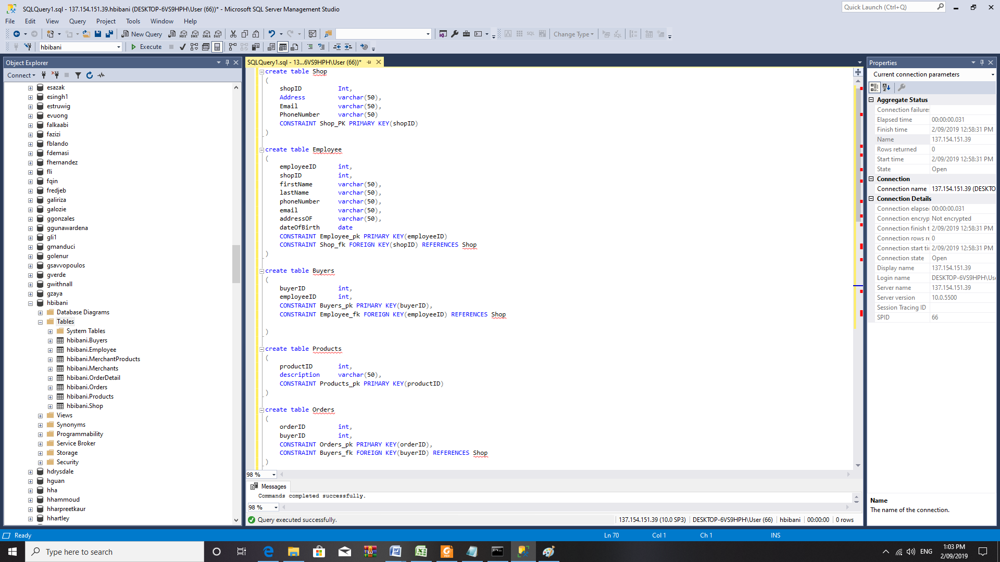 SQLQuery1.sql - 137.154.151.39.hbibani (DESKTOP-6VS9HPH\User (66))* - Microsoft SQL Server Management Studio
Quick Launch (Ctrl+Q)
File Edit View Query Project Tools Window Help
New Query
MDX DMX XMLA DAX
SQL
Change Type
hbibani
Execute
Object Explorer
Connect
esazak
esingh1
estruwig
evuong
falkaabi
fazizi
fblando
fdemasi
fhernandez
fli
fqin
fredjeb
galiriza
galozie
ggonzales
ggunawardena
gli1
gmanduci
golenur
gsavvopoulos
gverde
gwithnall
gzaya
hbibani
Database Diagrams
Tables
System Tables
hbibani.Buyers
hbibani.Employee
hbibani.MerchantProducts
hbibani.Merchants
hbibani.OrderDetail
hbibani.Orders
hbibani.Products
hbibani.Shop
Views
Synonyms
Programmability
Service Broker
Storage
Security
hdrysdale
hguan
hha
hhammoud
hharpreetkaur
hhartley
SQLQuery1.sql - 13...6VS9HPH\User (66))*
create table Shop
(
shopID Int,
Address varchar(50),
Email varchar(50),
PhoneNumber varchar(50)
CONSTRAINT Shop_PK PRIMARY KEY(shopID)
)
create table Employee
(
employeeID int,
shopID int,
firstName varchar(50),
lastName varchar(50),
phoneNumber varchar(50),
email varchar(50),
addressOF varchar(50),
dateOfBirth date
CONSTRAINT Employee_pk PRIMARY KEY(employeeID)
CONSTRAINT Shop_fk FOREIGN KEY(shopID) REFERENCES Shop
)
create table Buyers
(
buyerID int,
employeeID int,
CONSTRAINT Buyers_pk PRIMARY KEY(buyerID),
CONSTRAINT Employee_fk FOREIGN KEY(employeeID) REFERENCES Shop
)
create table Products
(
productID int,
description varchar(50),
CONSTRAINT Products_pk PRIMARY KEY(productID)
)
create table Orders
(
orderID int,
buyerID int,
CONSTRAINT Orders_pk PRIMARY KEY(orderID),
CONSTRAINT Buyers_fk FOREIGN KEY(buyerID) REFERENCES Shop
)
98 %
Messages
Commands completed successfully.
98 %
Query executed successfully.
137.154.151.39 (10.0 SP3) DESKTOP-6VS9HPH\User (66) hbibani 00:00:00 0 rows
Properties
Current connection parameters
Aggregate Status
Connection failures
Elapsed time 00:00:00.031
Finish time 2/09/2019 12:58:31 PM
Name 137.154.151.39
Rows returned 0
Start time 2/09/2019 12:58:31 PM
State Open
Connection
Connection name 137.154.151.39 (DESKTO
Connection Details
Connection elapse 00:00:00.031
Connection encryp Not encrypted
Connection finish t 2/09/2019 12:58:31 PM
Connection rows re 0
Connection start ti 2/09/2019 12:58:31 PM
Connection state Open
Display name 137.154.151.39
Login name DESKTOP-6VS9HPH\Us
Server name 137.154.151.39
Server version 10.0.5500
Session Tracing ID
SPID 66
Name
The name of the connection.
Ready
Ln 70 Col 1 Ch 1 INS
Type here to search
ENG
1:03 PM
2/09/2019